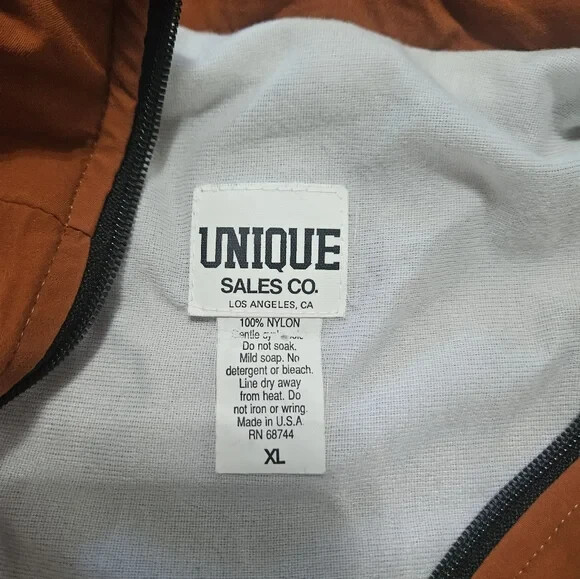 UNIQUE
SALES CO.
LOS ANGELES, CA
100% NYLON
Gentle
Do not soak.
Mild soap. No
detergent or bleach.
Line dry away
from heat. Do
not iron or wring.
Made in U.S.A
RN 68744
XL